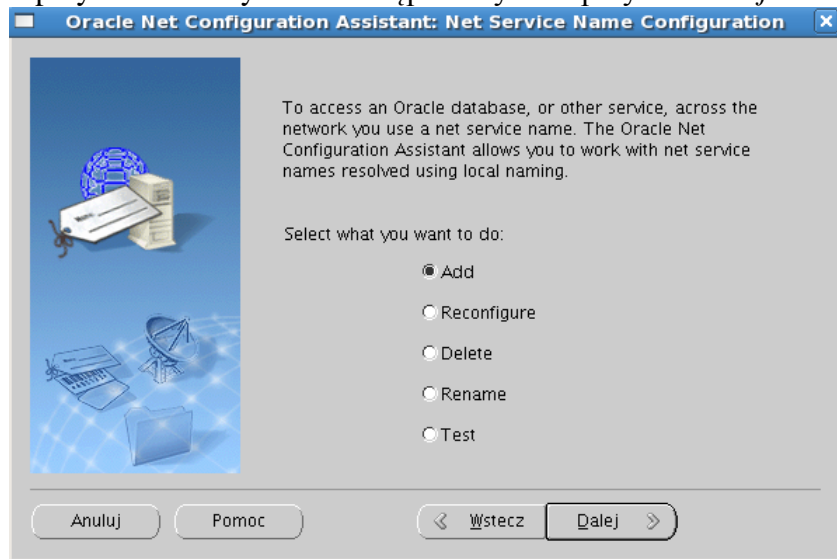 Oracle Net Configuration Assistant: Net Service Name Configuration
To access an Oracle database, or other service, across the
network you use a net service name. The Oracle Net
Configuration Assistant allows you to work with net service
names resolved using local naming.
Select what you want to do:
Add
Reconfigure
Delete
Rename
Test
Anuluj
Pomoc
Wstecz
Dalej